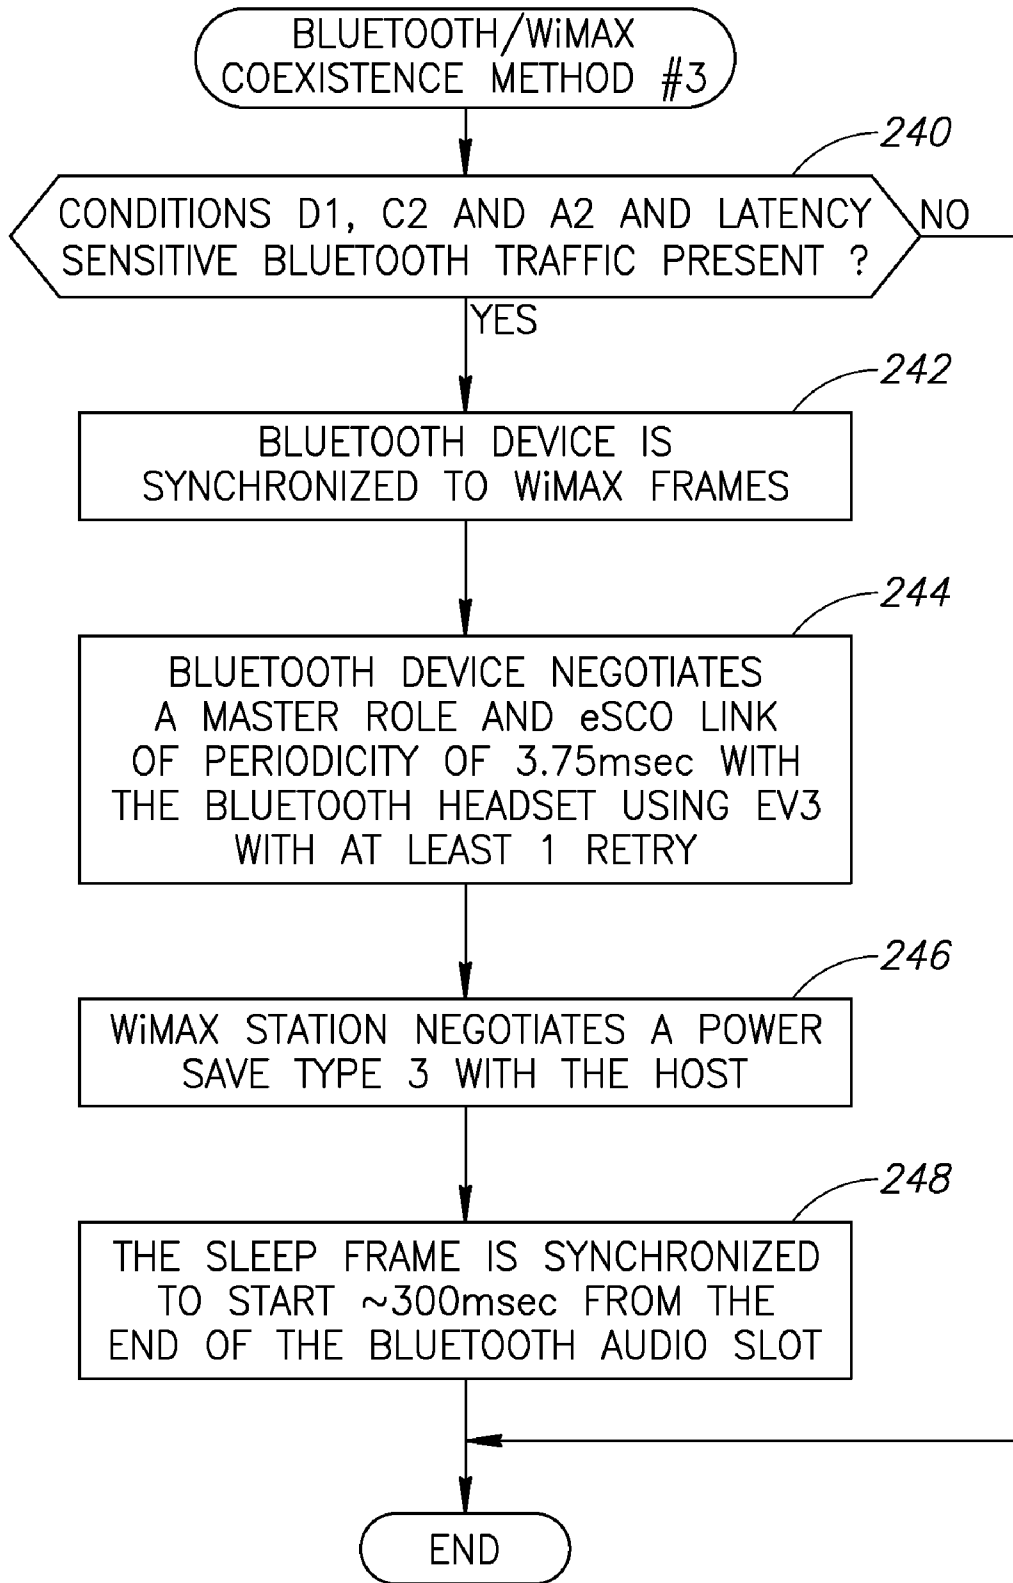 BLUETOOTH/WiMAX
COEXISTENCE METHOD #3
240
CONDITIONS D1, C2 AND A2 AND LATENCY
SENSITIVE BLUETOOTH TRAFFIC PRESENT ?
NO
YES
242
BLUETOOTH DEVICE IS
SYNCHRONIZED TO WiMAX FRAMES
244
BLUETOOTH DEVICE NEGOTIATES
A MASTER ROLE AND eSCO LINK
OF PERIODICITY OF 3.75msec WITH
THE BLUETOOTH HEADSET USING EV3
WITH AT LEAST 1 RETRY
246
WiMAX STATION NEGOTIATES A POWER
SAVE TYPE 3 WITH THE HOST
248
THE SLEEP FRAME IS SYNCHRONIZED
TO START ~300msec FROM THE
END OF THE BLUETOOTH AUDIO SLOT
END